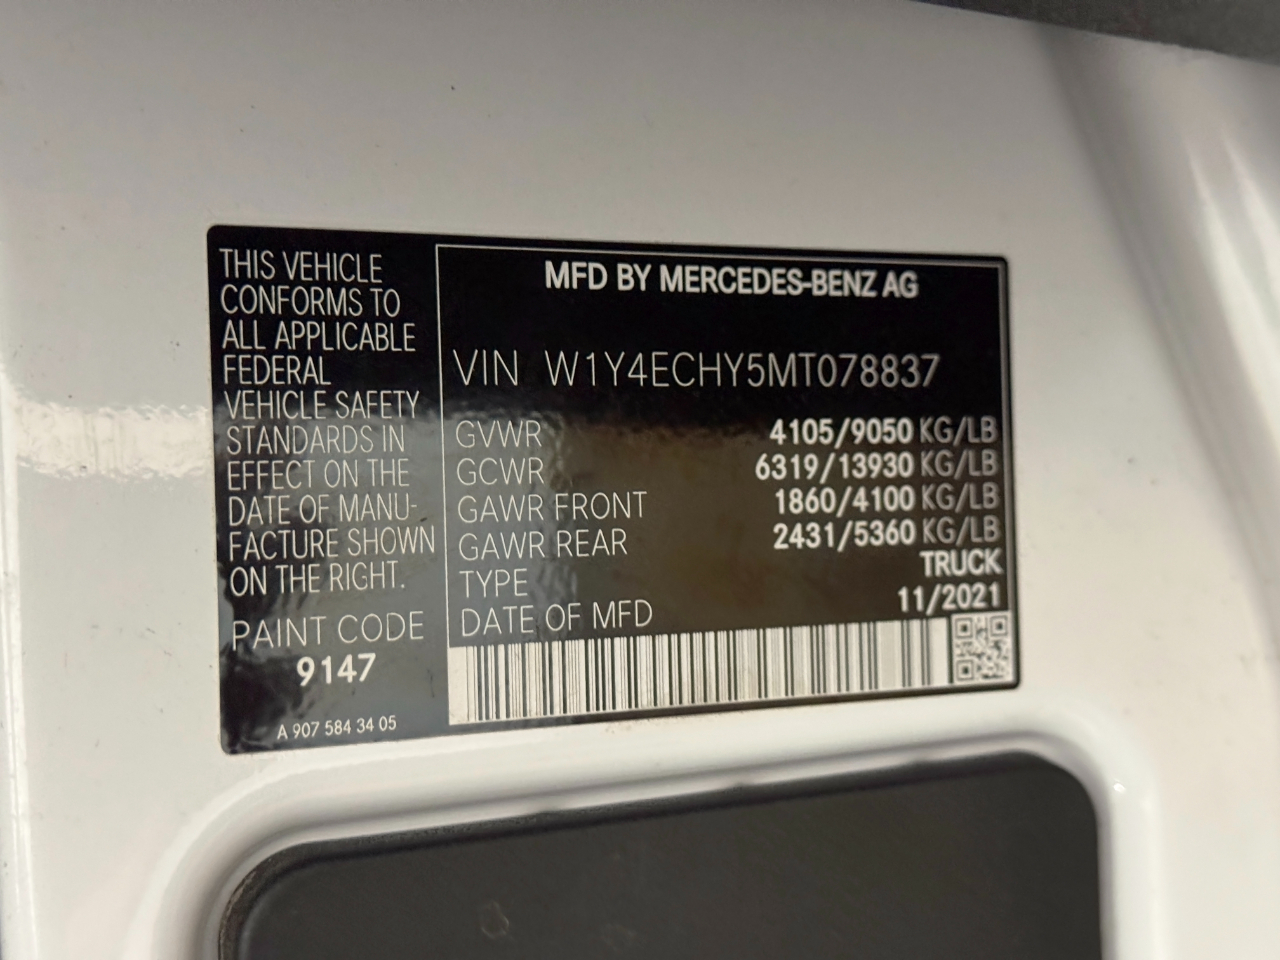 THIS VEHICLE
CONFORMS TO
ALL APPLICABLE
FEDERAL
VEHICLE SAFETY
STANDARDS IN
EFFECT ON THE
DATE OF MANU-
FACTURE SHOWN
ON THE RIGHT.
PAINT CODE
9147
A 907 584 34 05
MFD BY MERCEDES-BENZ AG
VIN W1Y4ECHY5MT078837
GVWR 4105/9050 KG/LB
GCWR 6319/13930 KG/LB
GAWR FRONT 1860/4100 KG/LB
GAWR REAR 2431/5360 KG/LB
TYPE TRUCK
DATE OF MFD 11/2021